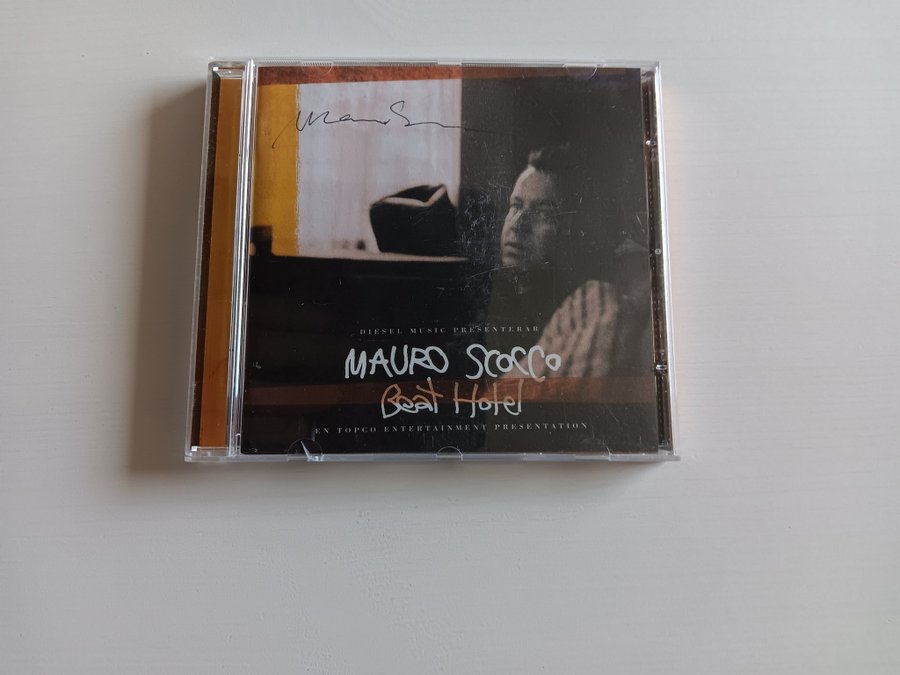 DIESEL MUSIC PRESENTERAR
MAURO SCOCCO
Beat Hotel
EN TOPCO ENTERTAINMENT PRESENTATION